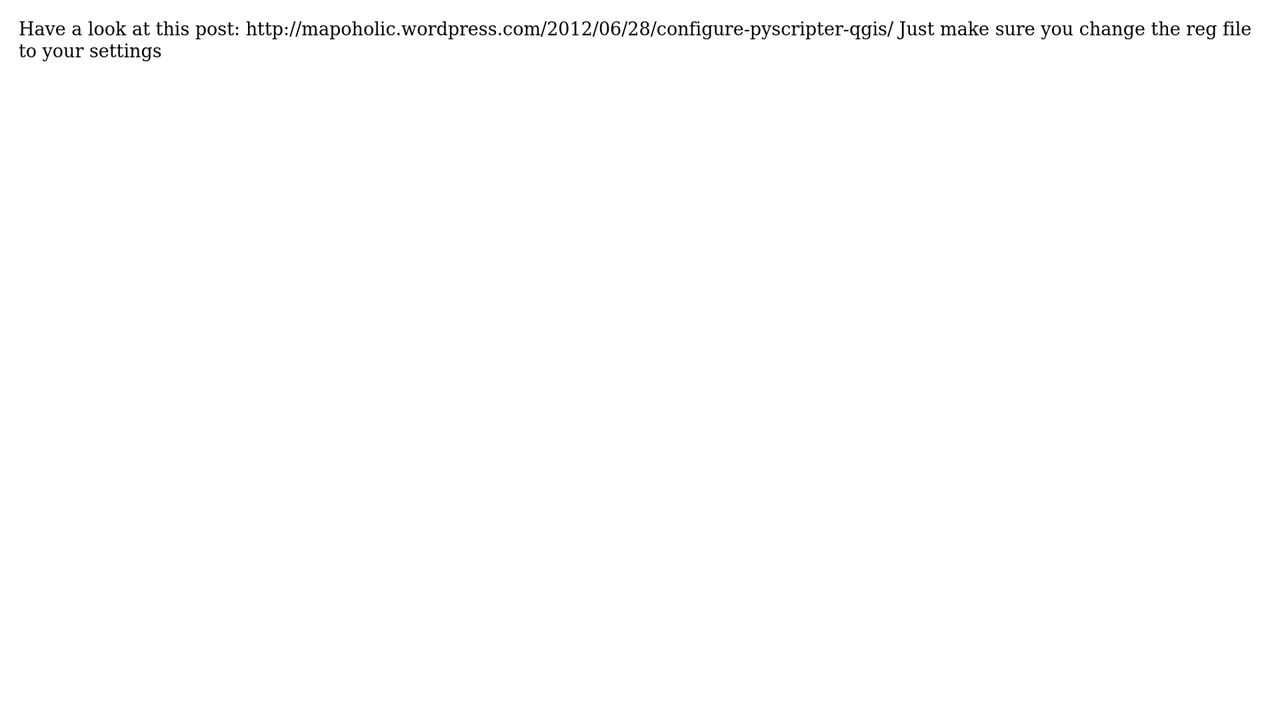 Have a look at this post: http://mapoholic.wordpress.com/2012/06/28/configure-pyscripter-qgis/ Just make sure you change the reg file
to your settings